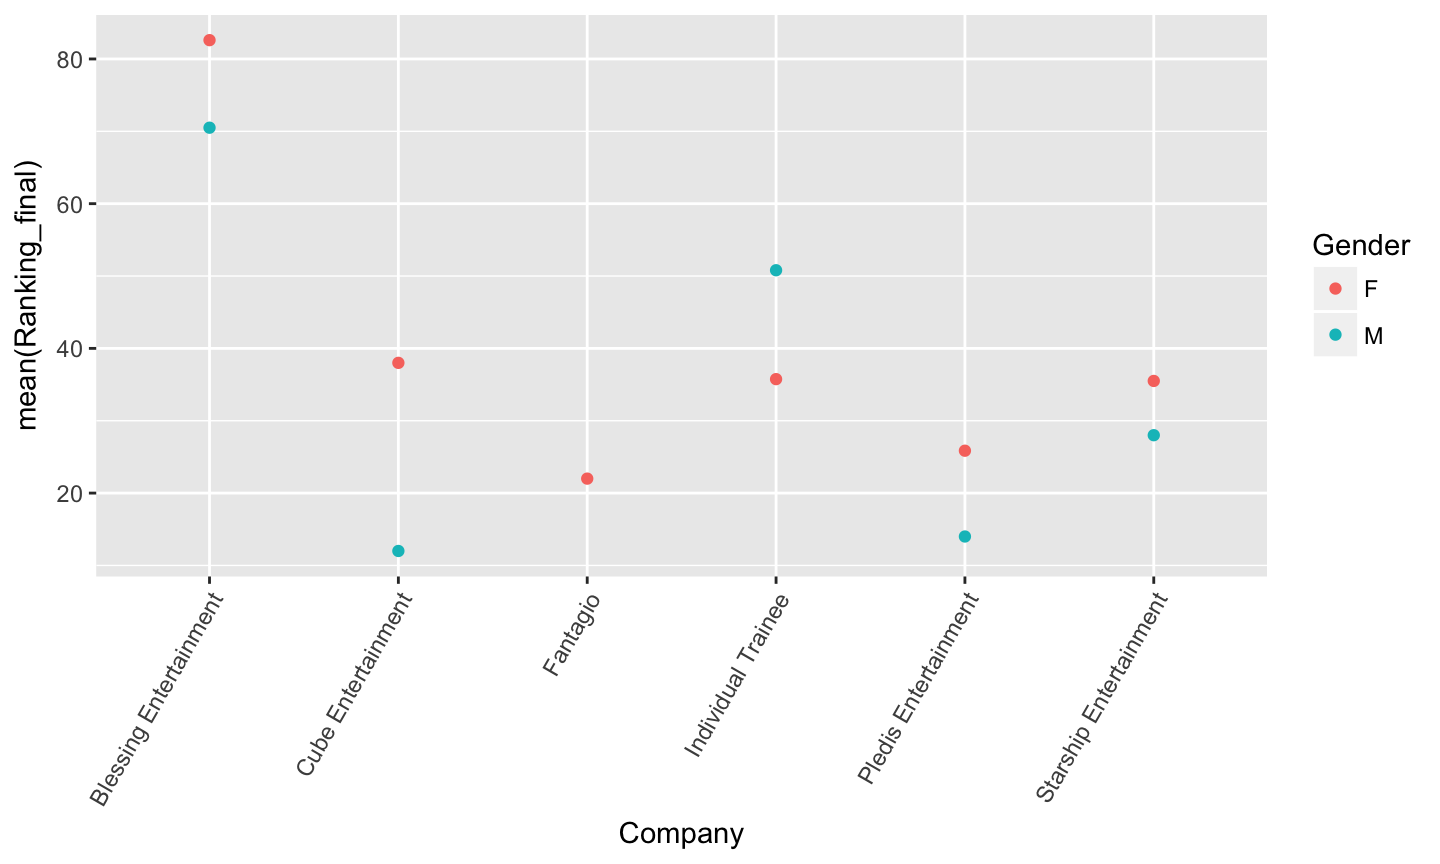 mean(Ranking_final)
80
60
40
20
Blessing Entertainment
Cube Entertainment
Fantagio
Individual Trainee
Pledis Entertainment
Starship Entertainment
Company
Gender
F
M